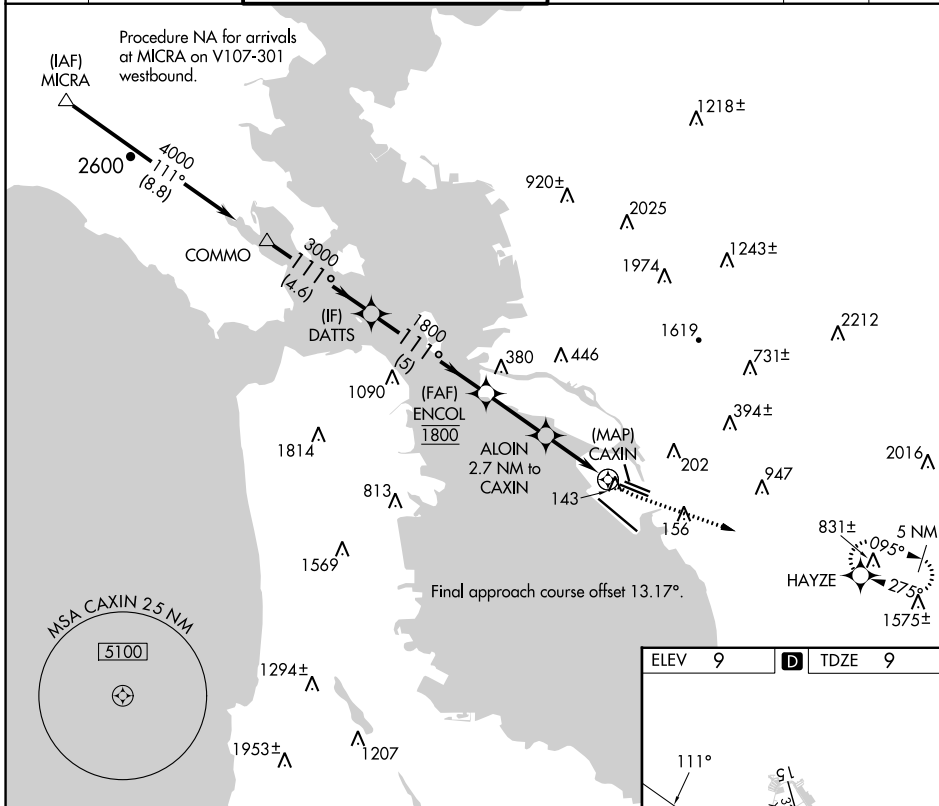 Procedure NA for arrivals
at MICRA on V107-301
westbound.
(IAF)
MICRA
1218±
4000
111°
(8.8)
2600
920±
2025
COMMO
3000
111°
(4.6)
1974
1243±
(IF)
DATTS
1800
111°
(5)
1619
2212
380
446
731±
1090
(FAF)
ENCOL
1800
394±
1814
ALOIN
2.7 NM to
CAXIN
(MAP)
CAXIN
202
2016
947
813
143
156
831±
5 NM
095°
HAYZE
275°
1575±
1569
Final approach course offset 13.17°.
MSA CAXIN 25 NM
5100
1294±
1953±
1207
ELEV 9
D
TDZE 9
111°
15
3